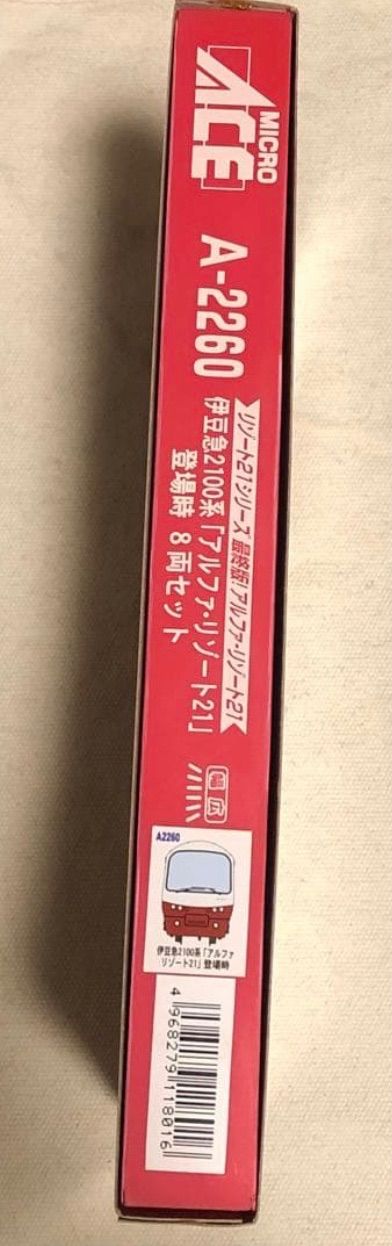 MICRO
ACE
A-2260
リゾート21シリーズ 最終版!アルファ・リゾート21
伊豆急2100系「アルファ・リゾート21」
登場時 8両セット
幅広
A2260
伊豆急2100系「アルファ
・リゾート21」登場時
4 968279 118016